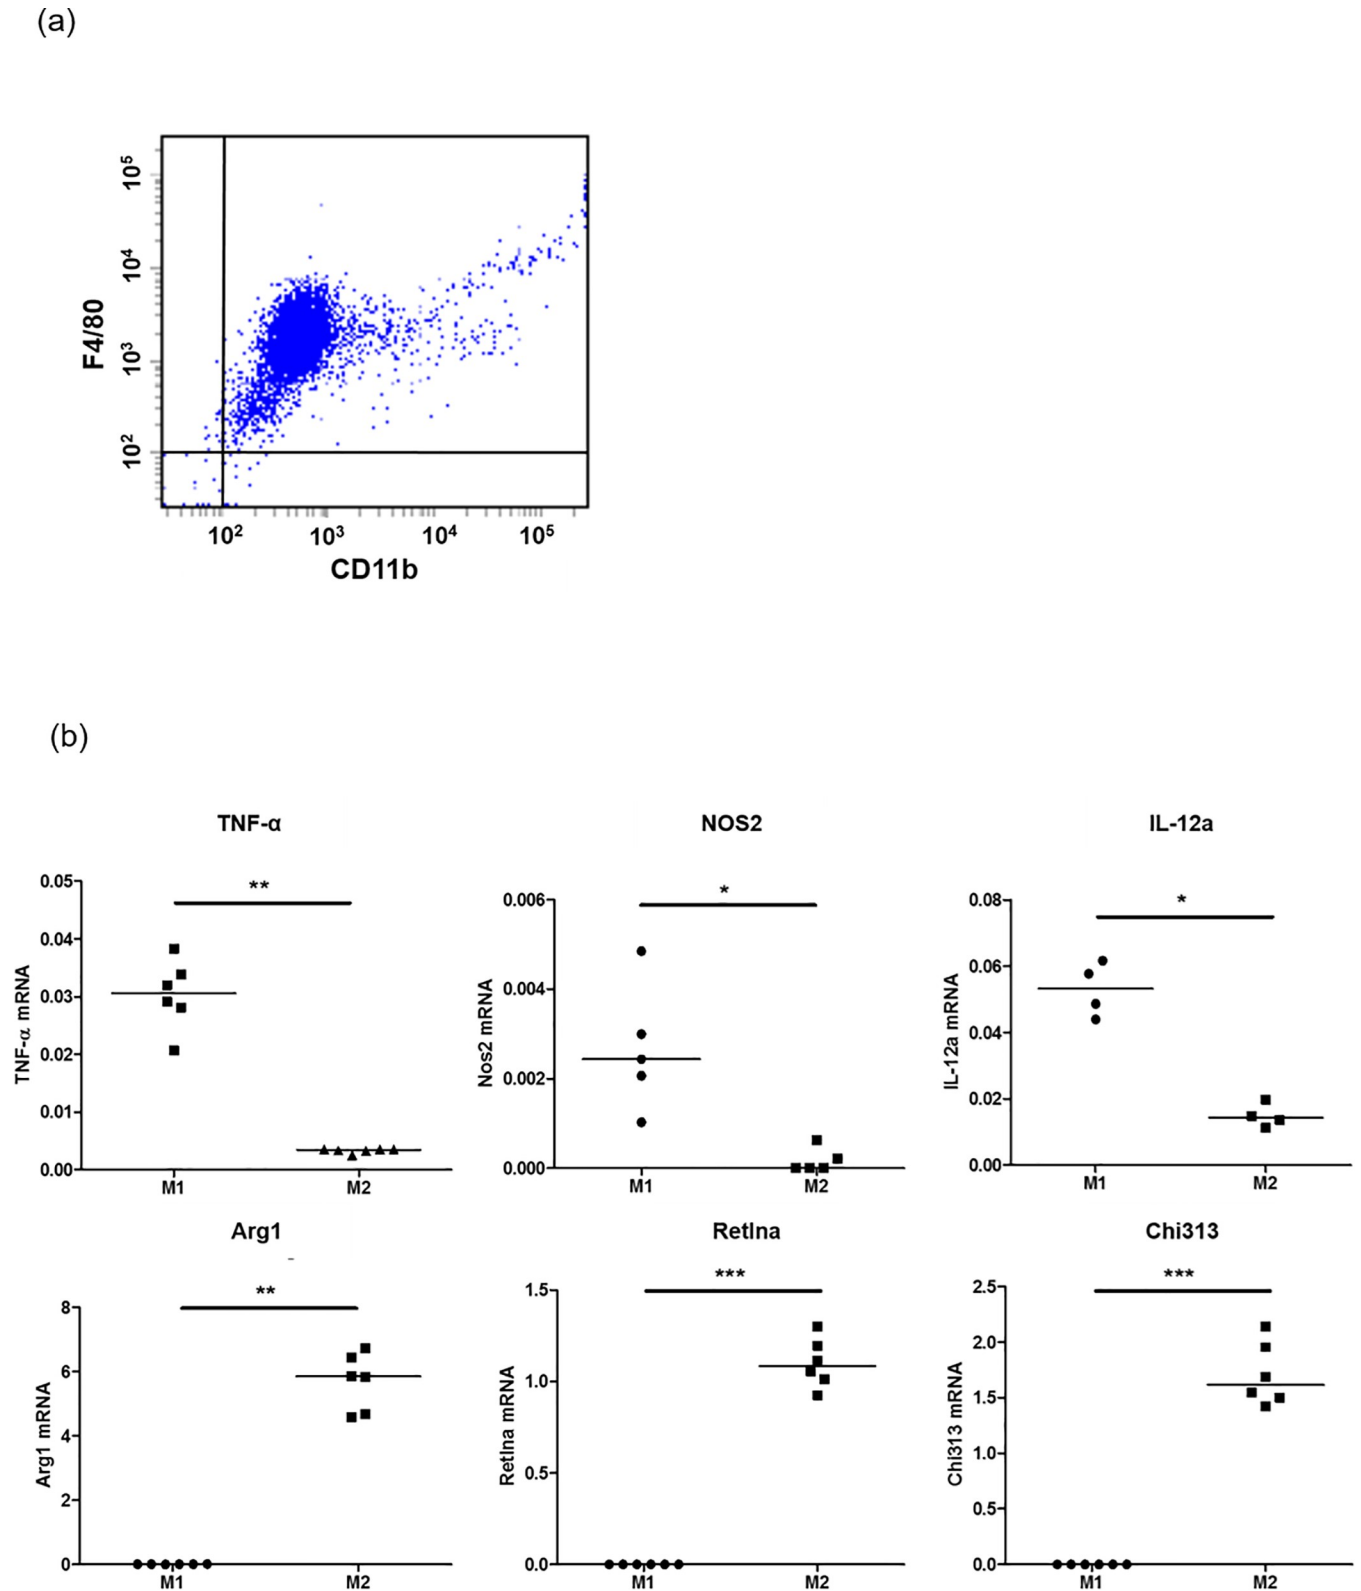 (a)
10⁵
10⁴
10³
10²
F4/80
10² 10³ 10⁴ 10⁵
CD11b
(b)
TNF-α NOS2 IL-12a
0.05
0.04
0.03
0.02
0.01
0.00
TNF-α mRNA
**
M1 M2
0.006
0.004
0.002
0.000
Nos2 mRNA
*
M1 M2
0.08
0.06
0.04
0.02
0.00
IL-12a mRNA
*
M1 M2
Arg1 Retlna Chi313
8
6
4
2
0
Arg1 mRNA
**
M1 M2
1.5
1.0
0.5
0.0
Retlna mRNA
***
M1 M2
2.5
2.0
1.5
1.0
0.5
0.0
Chi313 mRNA
***
M1 M2